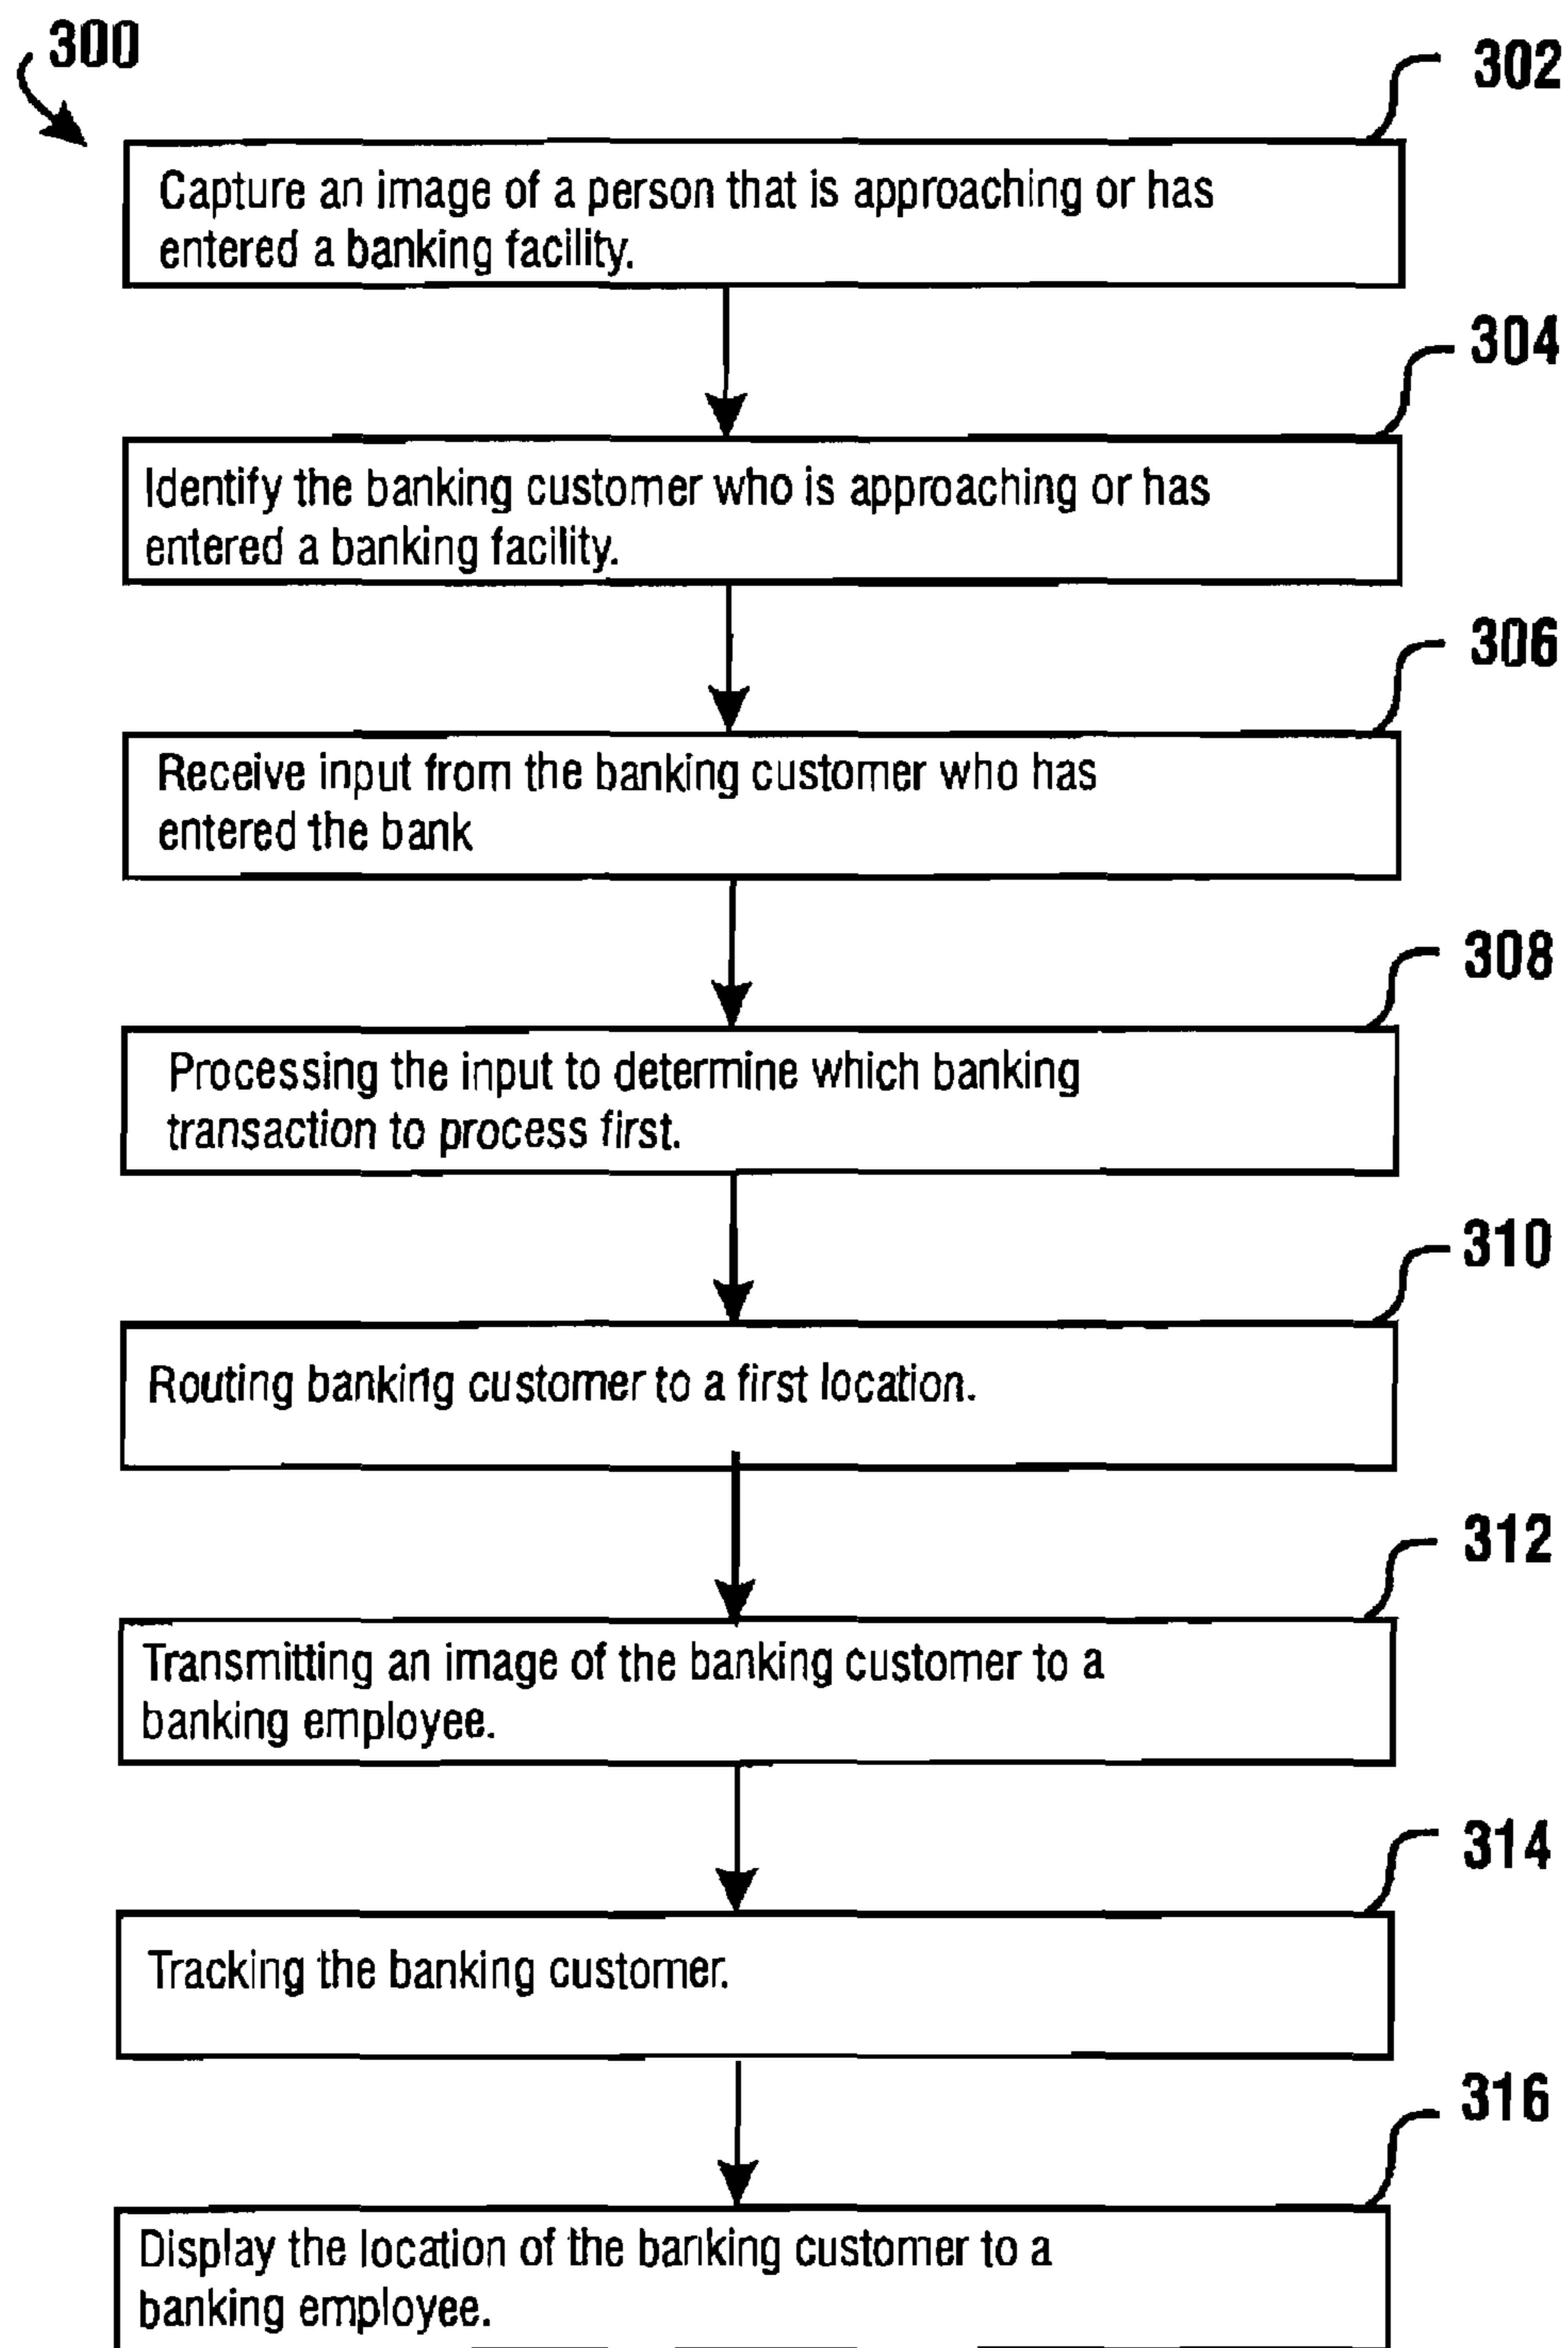 300
302
Capture an image of a person that is approaching or has
entered a banking facility.
304
Identify the banking customer who is approaching or has
entered a banking facility.
306
Receive input from the banking customer who has
entered the bank
308
Processing the input to determine which banking
transaction to process first.
310
Routing banking customer to a first location.
312
Transmitting an image of the banking customer to a
banking employee.
314
Tracking the banking customer.
316
Display the location of the banking customer to a
banking employee.